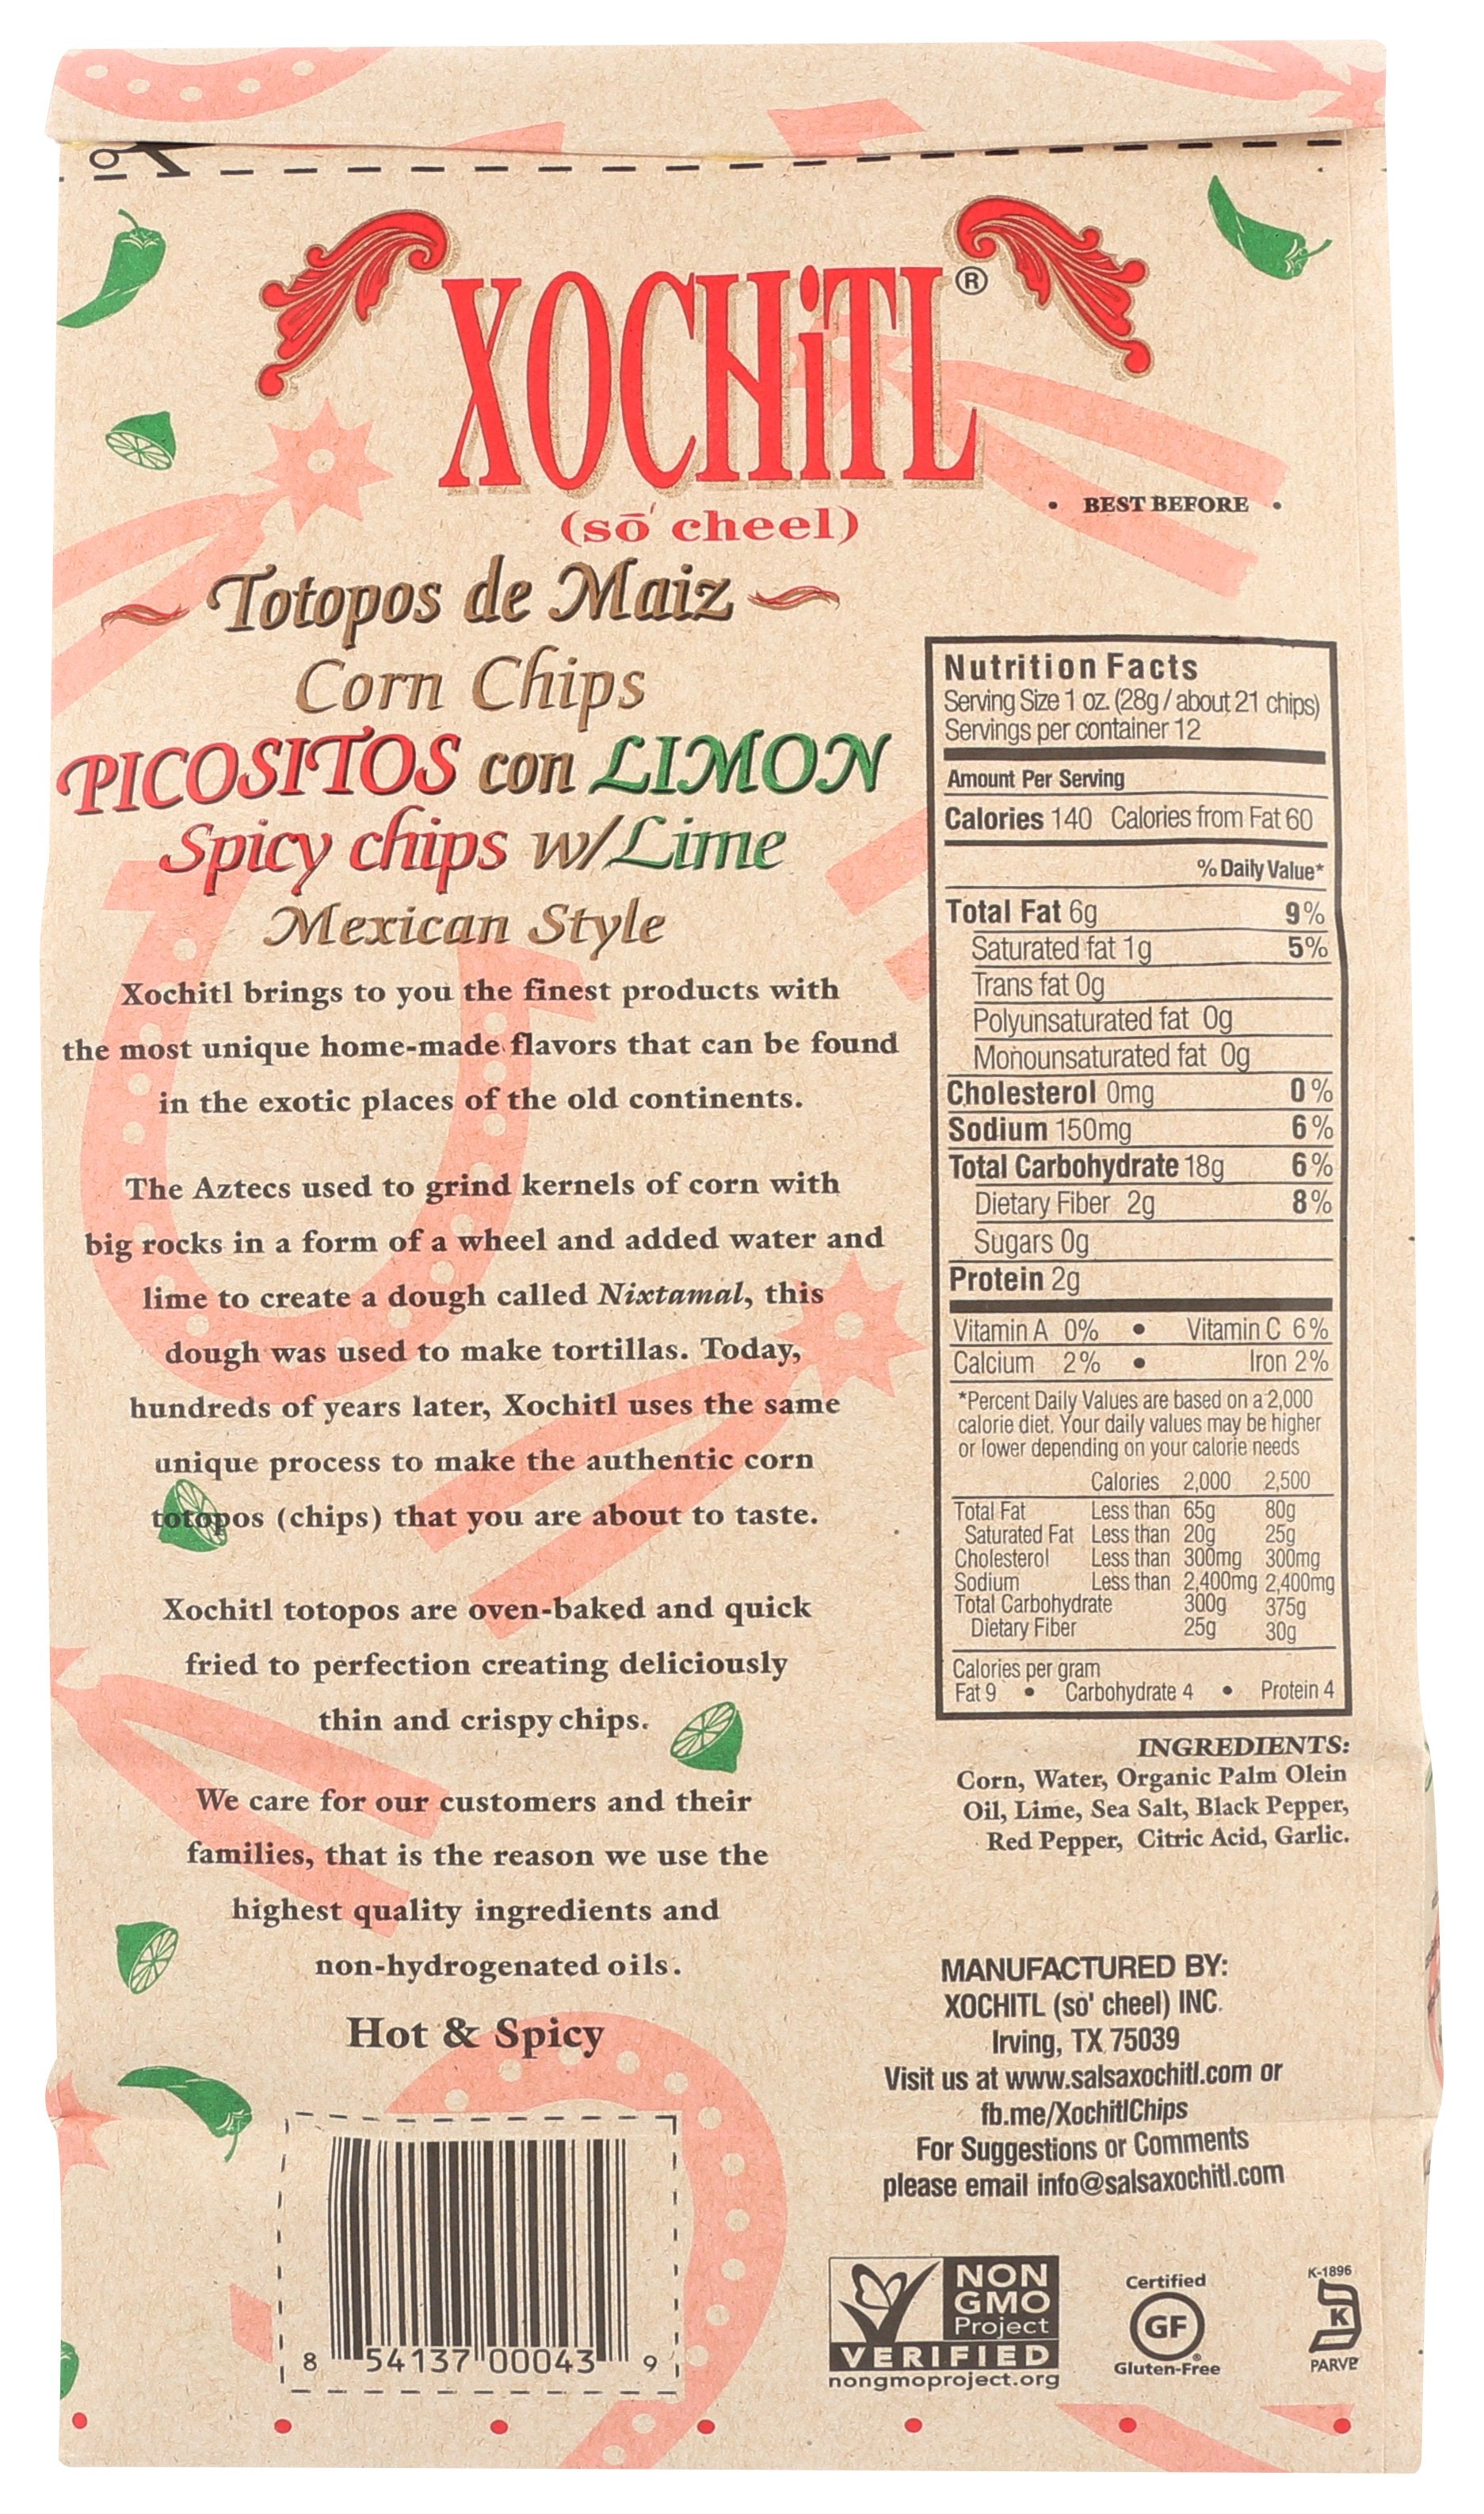 XOCHiTL®
(sō' cheel)
BEST BEFORE
Totopos de Maiz
Corn Chips
PICOSITOS con LIMON
Spicy chips w/Lime
Mexican Style
Xochitl brings to you the finest products with
the most unique home-made flavors that can be found
in the exotic places of the old continents.
The Aztecs used to grind kernels of corn with
big rocks in a form of a wheel and added water and
lime to create a dough called Nixtamal, this
dough was used to make tortillas. Today,
hundreds of years later, Xochitl uses the same
unique process to make the authentic corn
totopos (chips) that you are about to taste.
Xochitl totopos are oven-baked and quick
fried to perfection creating deliciously
thin and crispy chips.
We care for our customers and their
families, that is the reason we use the
highest quality ingredients and
non-hydrogenated oils.
Hot & Spicy
8 54137 00043 9
Nutrition Facts
Serving Size 1 oz. (28g / about 21 chips)
Servings per container 12
Amount Per Serving
Calories 140 Calories from Fat 60
% Daily Value*
Total Fat 6g 9%
Saturated fat 1g 5%
Trans fat 0g
Polyunsaturated fat 0g
Monounsaturated fat 0g
Cholesterol 0mg 0%
Sodium 150mg 6%
Total Carbohydrate 18g 6%
Dietary Fiber 2g 8%
Sugars 0g
Protein 2g
Vitamin A 0% • Vitamin C 6%
Calcium 2% • Iron 2%
*Percent Daily Values are based on a 2,000
calorie diet. Your daily values may be higher
or lower depending on your calorie needs
Calories 2,000 2,500
Total Fat Less than 65g 80g
Saturated Fat Less than 20g 25g
Cholesterol Less than 300mg 300mg
Sodium Less than 2,400mg 2,400mg
Total Carbohydrate 300g 375g
Dietary Fiber 25g 30g
Calories per gram
Fat 9 • Carbohydrate 4 • Protein 4
INGREDIENTS:
Corn, Water, Organic Palm Olein
Oil, Lime, Sea Salt, Black Pepper,
Red Pepper, Citric Acid, Garlic.
MANUFACTURED BY:
XOCHITL (so' cheel) INC.
Irving, TX 75039
Visit us at www.salsaxochitl.com or
fb.me/XochitlChips
For Suggestions or Comments
please email info@salsaxochitl.com
NON
GMO
Project
VERIFIED
nongmoproject.org
Certified
GF
Gluten-Free
K-1896
K
PARVE